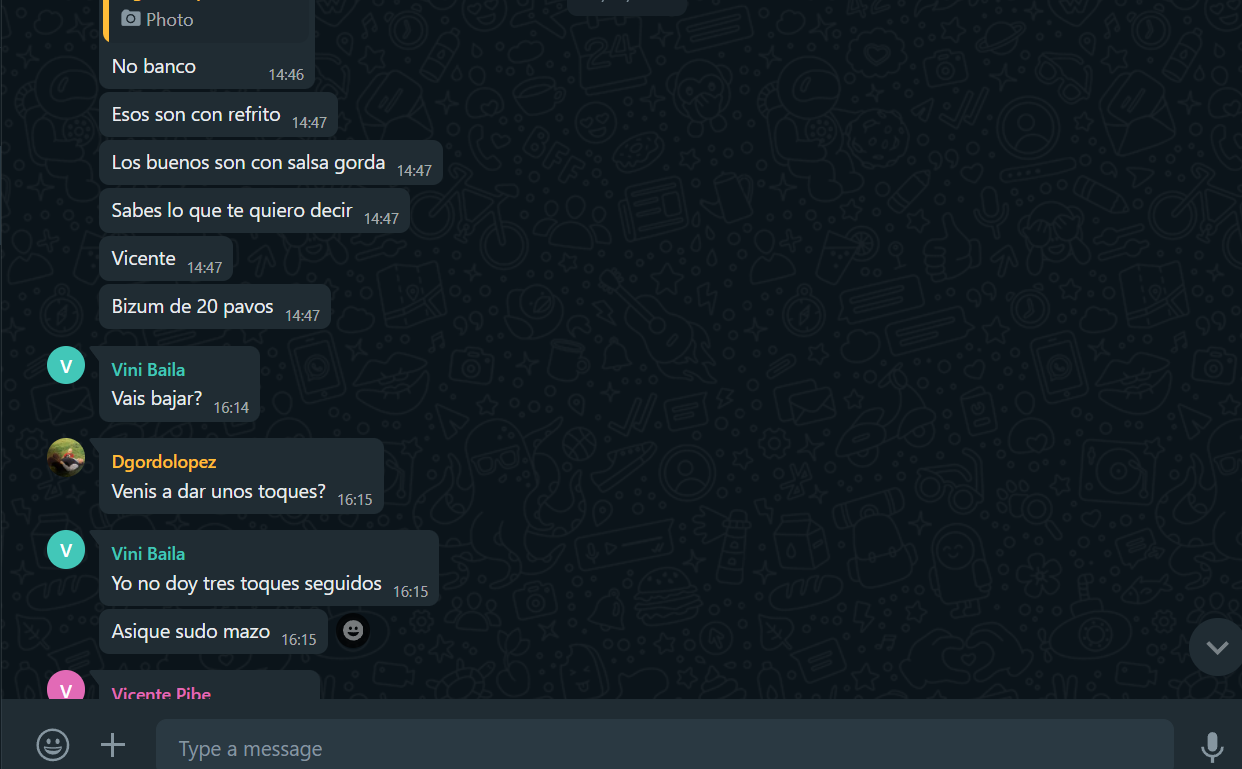 Photo
No banco
14:46
Esos son con refrito
14:47
Los buenos son con salsa gorda
14:47
Sabes lo que te quiero decir
14:47
Vicente
14:47
Bizum de 20 pavos
14:47
V
Vini Baila
Vais bajar?
16:14
Dgordolopez
Venis a dar unos toques?
16:15
V
Vini Baila
Yo no doy tres toques seguidos
16:15
Asique sudo mazo
16:15
V
Vicente Pibe
Type a message